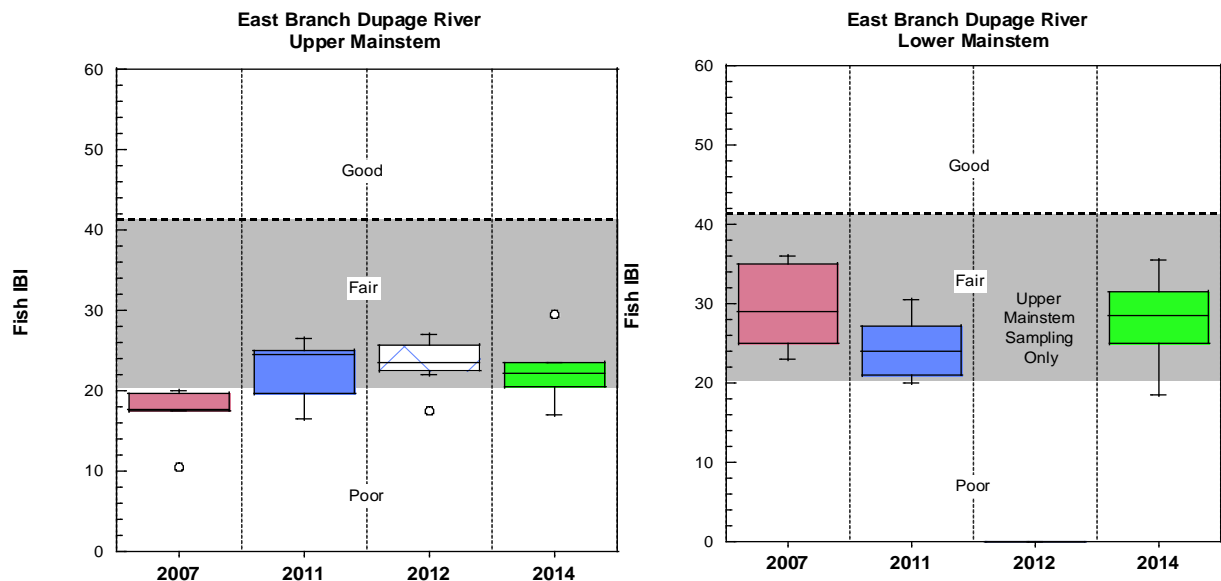 East Branch Dupage River
Upper Mainstem
60
50
40
30
20
10
0
Fish IBI
Good
Fair
Poor
2007
2011
2012
2014
East Branch Dupage River
Lower Mainstem
60
50
40
30
20
10
0
Fish IBI
Good
Fair
Poor
Upper
Mainstem
Sampling
Only
2007
2011
2012
2014